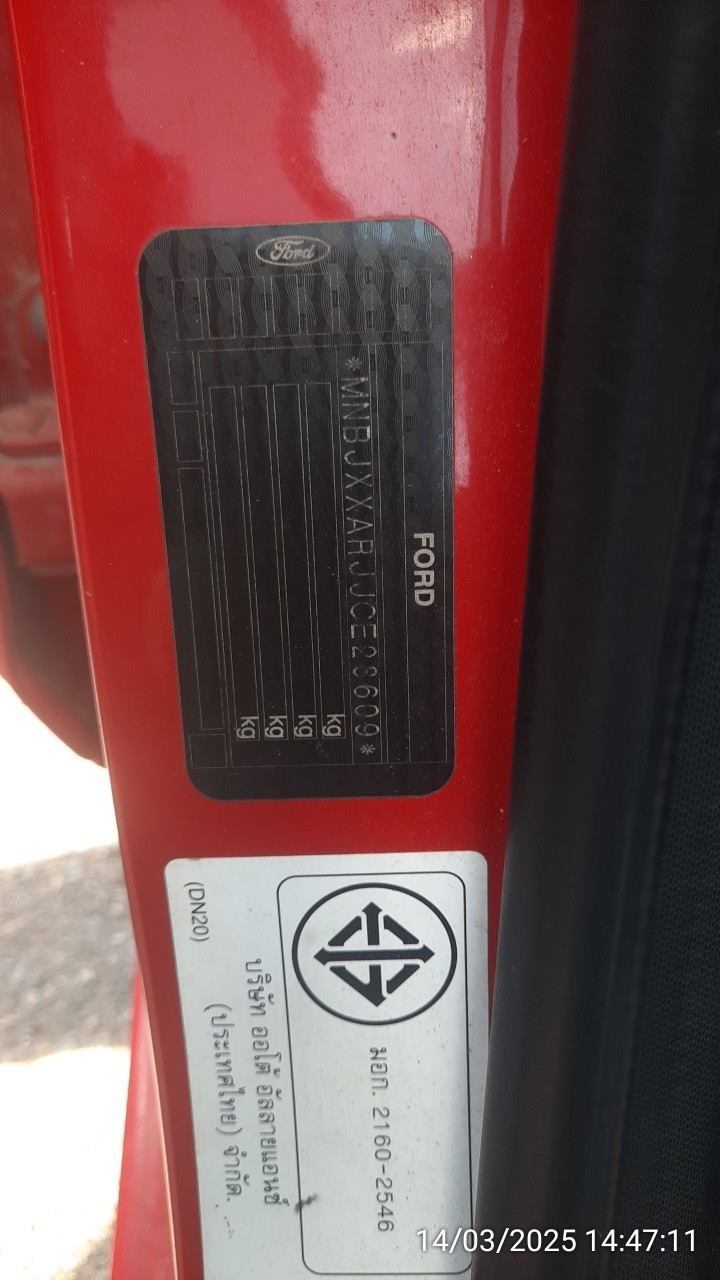 Ford
FORD
*MNBJXXARJJCE28609*
kg
kg
kg
kg
มอก. 2160-2546
บริษัท ออโต้ อัลลายแอนซ์
(ประเทศไทย) จำกัด
(DN20)
14/03/2025 14:47:11